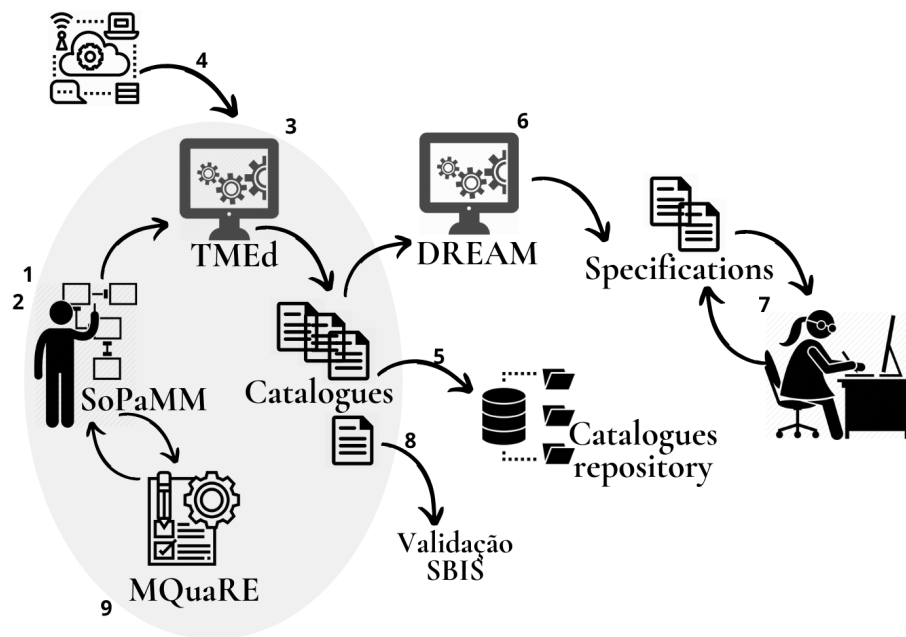 4
3
6
TMEd
DREAM
Specifications
1
2
7
SoPaMM
Catalogues
5
Catalogues
repository
8
Validação
SBIS
MQuaRE
9